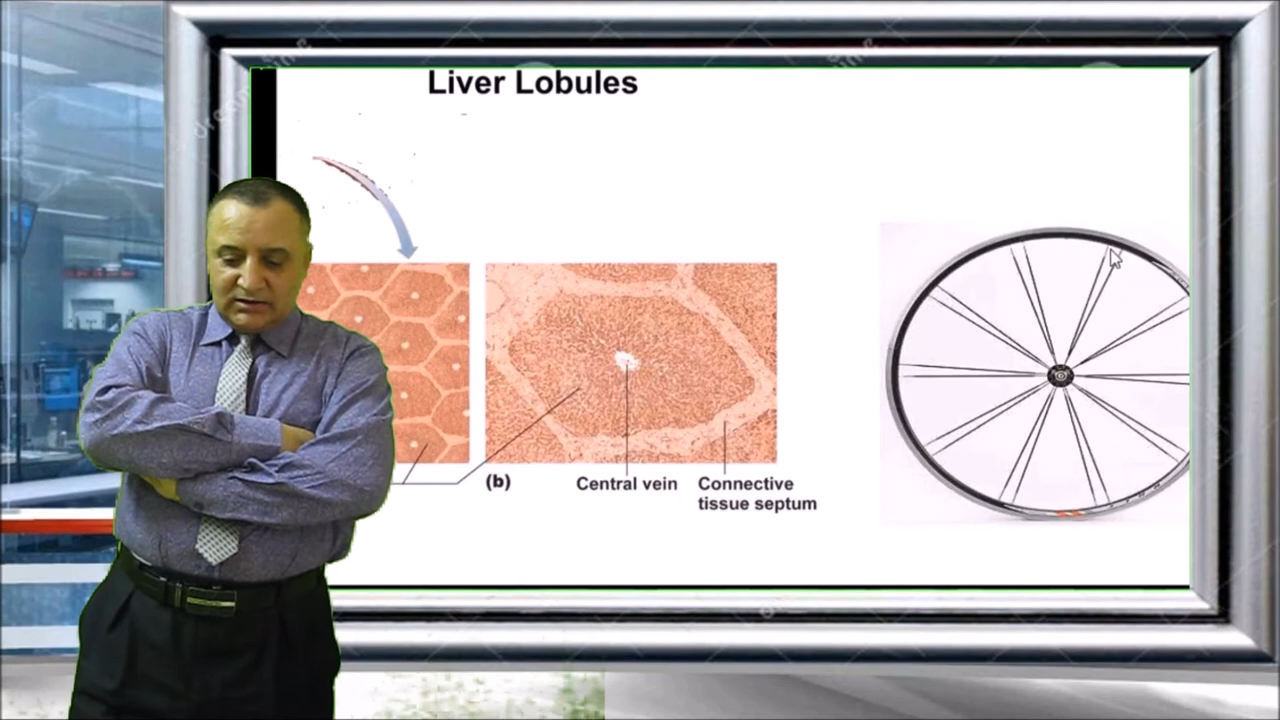 Liver Lobules
(b)
Central vein
Connective
tissue septum